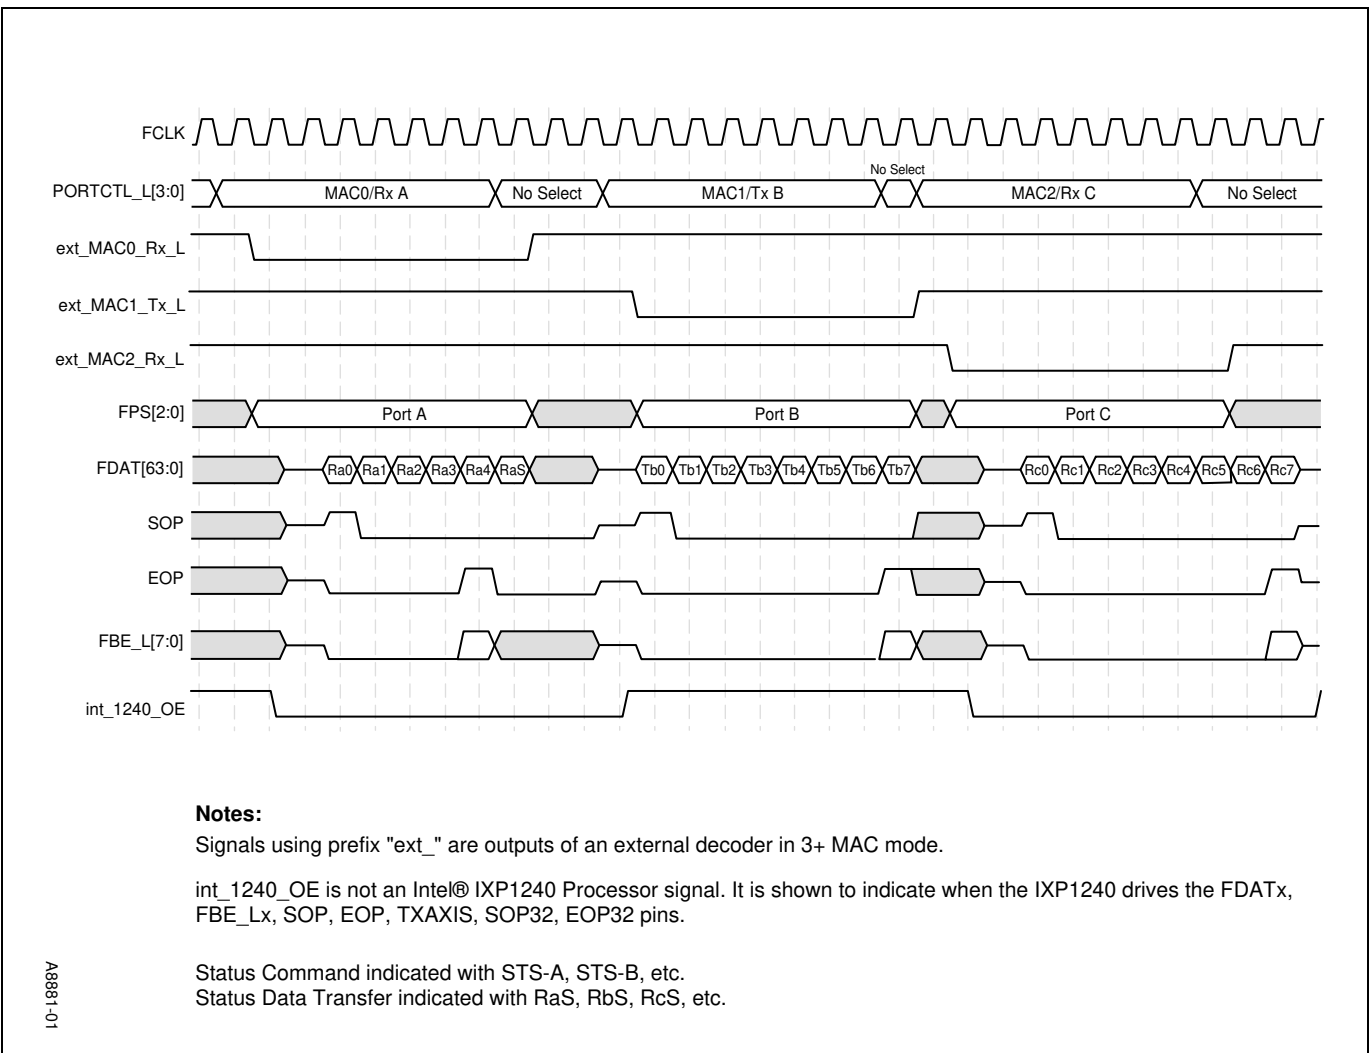 FCLK
No Select
PORTCTL_L[3:0] MAC0/Rx A No Select MAC1/Tx B MAC2/Rx C No Select
ext_MAC0_Rx_L
ext_MAC1_Tx_L
ext_MAC2_Rx_L
FPS[2:0] Port A Port B Port C
FDAT[63:0] Ra0 Ra1 Ra2 Ra3 Ra4 RaS Tb0 Tb1 Tb2 Tb3 Tb4 Tb5 Tb6 Tb7 Rc0 Rc1 Rc2 Rc3 Rc4 Rc5 Rc6 Rc7
SOP
EOP
FBE_L[7:0]
int_1240_OE
Notes:
Signals using prefix "ext_" are outputs of an external decoder in 3+ MAC mode.
int_1240_OE is not an Intel® IXP1240 Processor signal. It is shown to indicate when the IXP1240 drives the FDATx,
FBE_Lx, SOP, EOP, TXAXIS, SOP32, EOP32 pins.
Status Command indicated with STS-A, STS-B, etc.
Status Data Transfer indicated with RaS, RbS, RcS, etc.
A8881-01